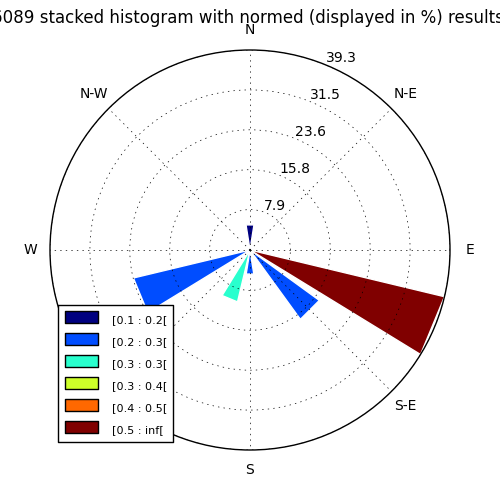 6089 stacked histogram with normed (displayed in %) results
N
39.3
N-W
31.5
N-E
23.6
15.8
7.9
W
E
[0.1 : 0.2[
[0.2 : 0.3[
[0.3 : 0.3[
[0.3 : 0.4[
[0.4 : 0.5[
[0.5 : inf[
S-E
S